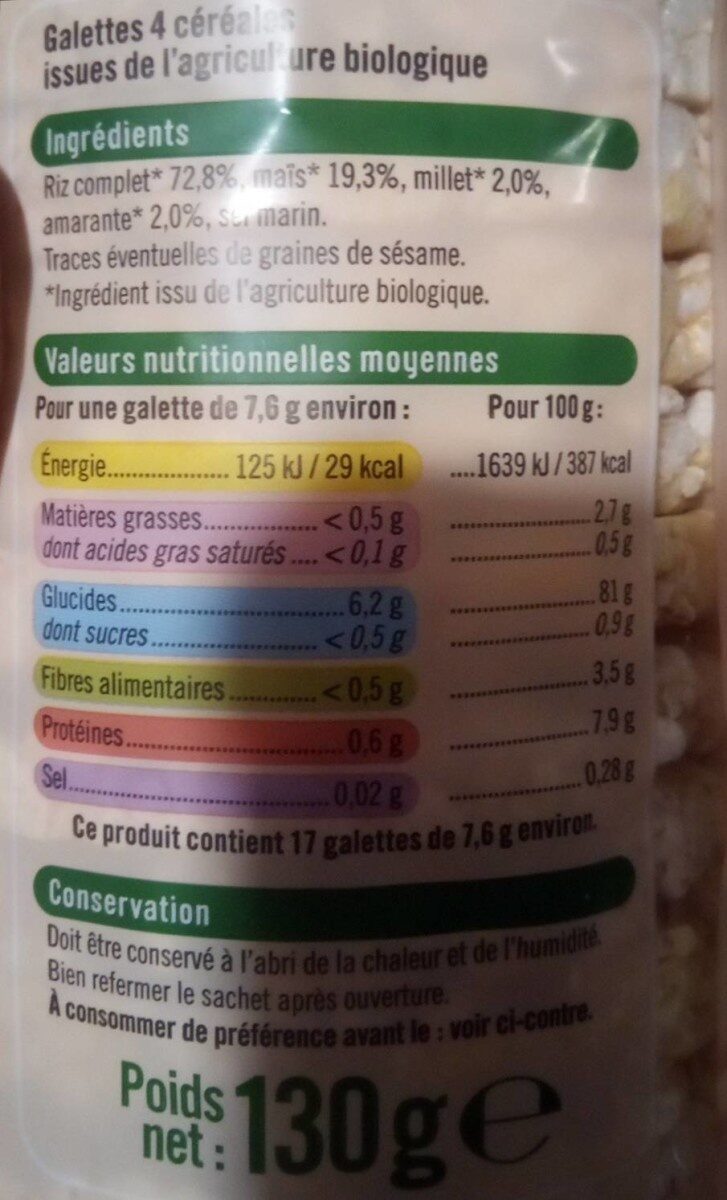 Galettes 4 céréales
issues de l'agriculture biologique
Ingrédients
Riz complet* 72,8%, maïs* 19,3%, millet* 2,0%,
amarante* 2,0%, sel marin.
Traces éventuelles de graines de sésame.
*Ingrédient issu de l'agriculture biologique.
Valeurs nutritionnelles moyennes
Pour une galette de 7,6 g environ : Pour 100 g :
Énergie.................... 125 kJ / 29 kcal ....1639 kJ / 387 kcal
Matières grasses.................. < 0,5 g .................... 2,7 g
dont acides gras saturés .... < 0,1 g .................... 0,5 g
Glucides.............................. 6,2 g .................... 81 g
dont sucres......................... < 0,5 g .................... 0,9 g
Fibres alimentaires.............. < 0,5 g .................... 3,5 g
Protéines............................. 0,6 g .................... 7,9 g
Sel..................................... 0,02 g .................... 0,28 g
Ce produit contient 17 galettes de 7,6 g environ.
Conservation
Doit être conservé à l'abri de la chaleur et de l'humidité.
Bien refermer le sachet après ouverture.
À consommer de préférence avant le : voir ci-contre.
Poids net : 130 g e